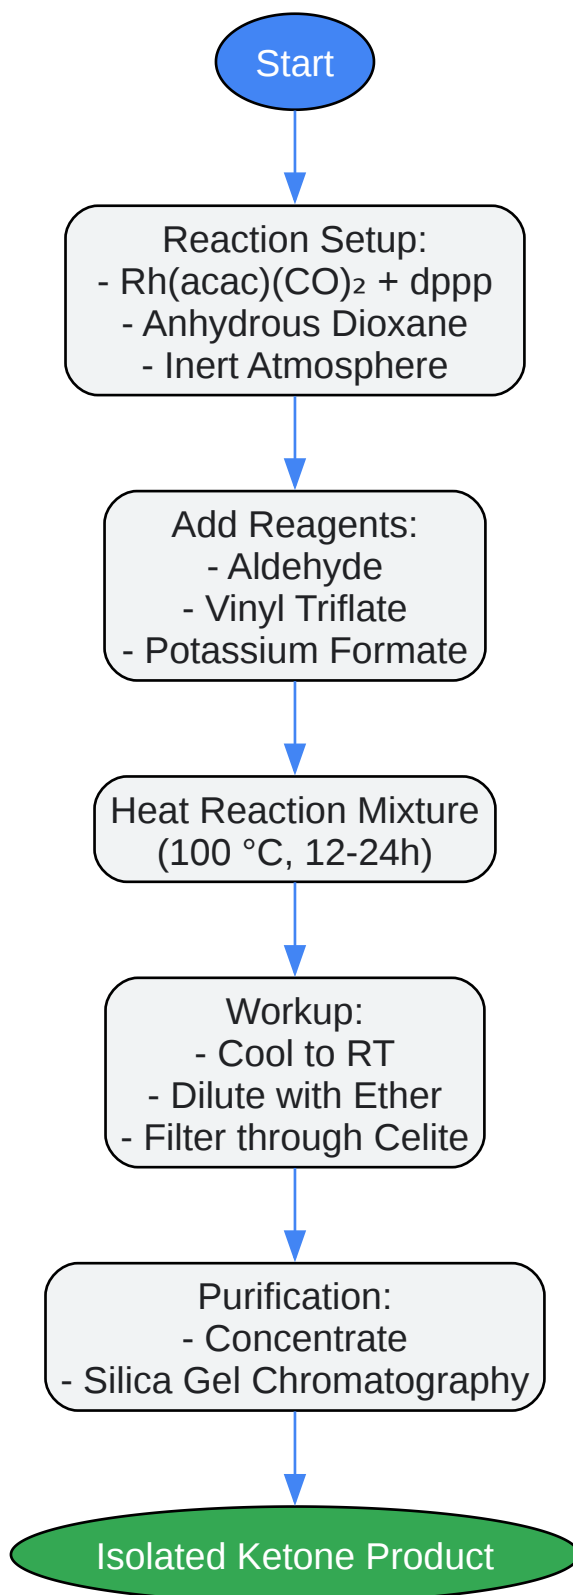 Start
Reaction Setup:
- Rh(acac)(CO)₂ + dppp
- Anhydrous Dioxane
- Inert Atmosphere
Add Reagents:
- Aldehyde
- Vinyl Triflate
- Potassium Formate
Heat Reaction Mixture
(100 °C, 12-24h)
Workup:
- Cool to RT
- Dilute with Ether
- Filter through Celite
Purification:
- Concentrate
- Silica Gel Chromatography
Isolated Ketone Product